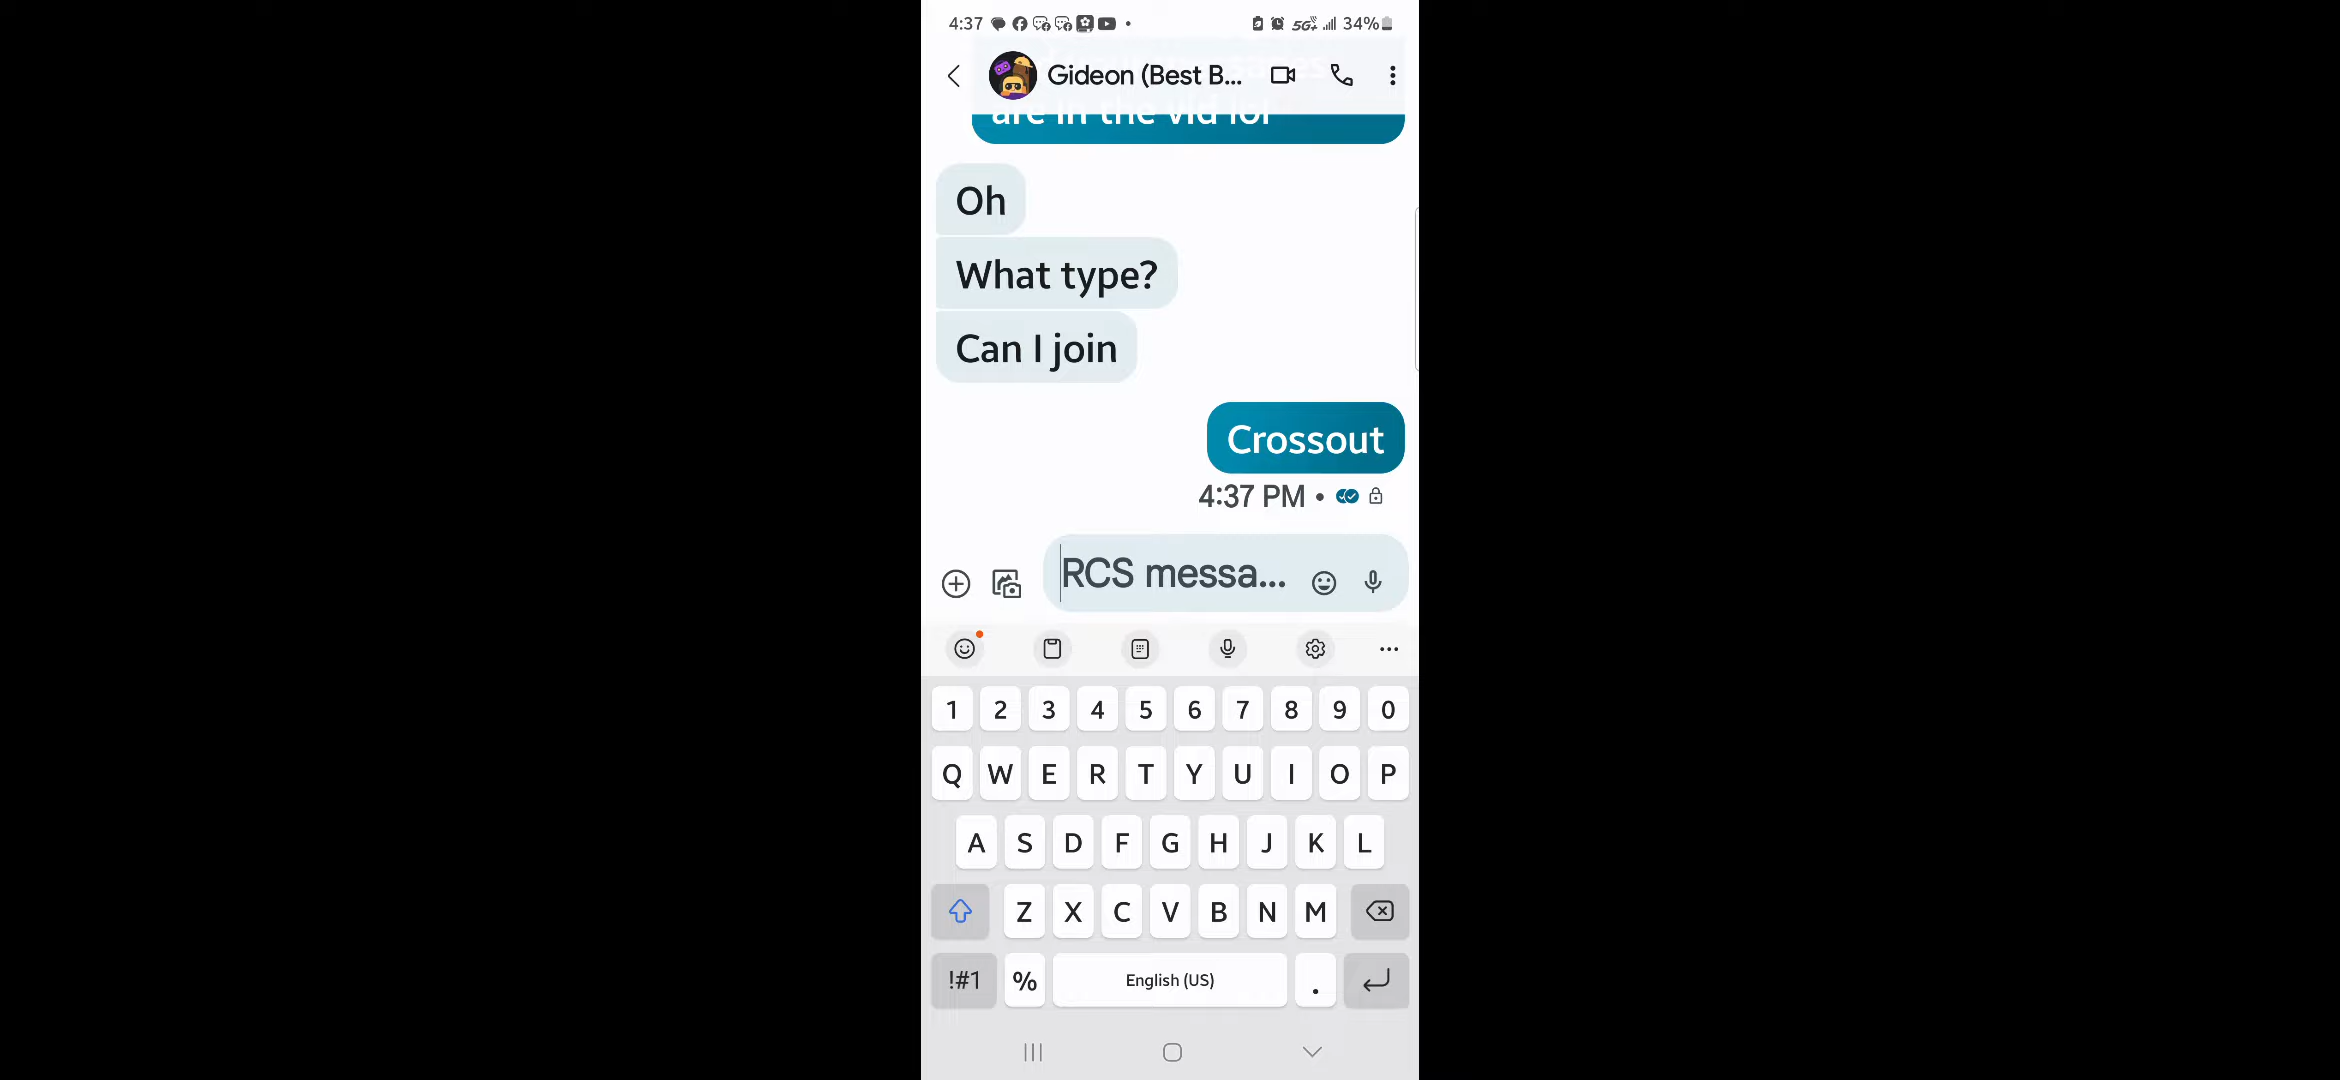 4:37 5G+ 34%
Gideon (Best B...
are in the vid lol
Oh
What type?
Can I join
Crossout
4:37 PM •
RCS messa...
1 2 3 4 5 6 7 8 9 0
Q W E R T Y U I O P
A S D F G H J K L
Z X C V B N M
!#1 % English (US) .